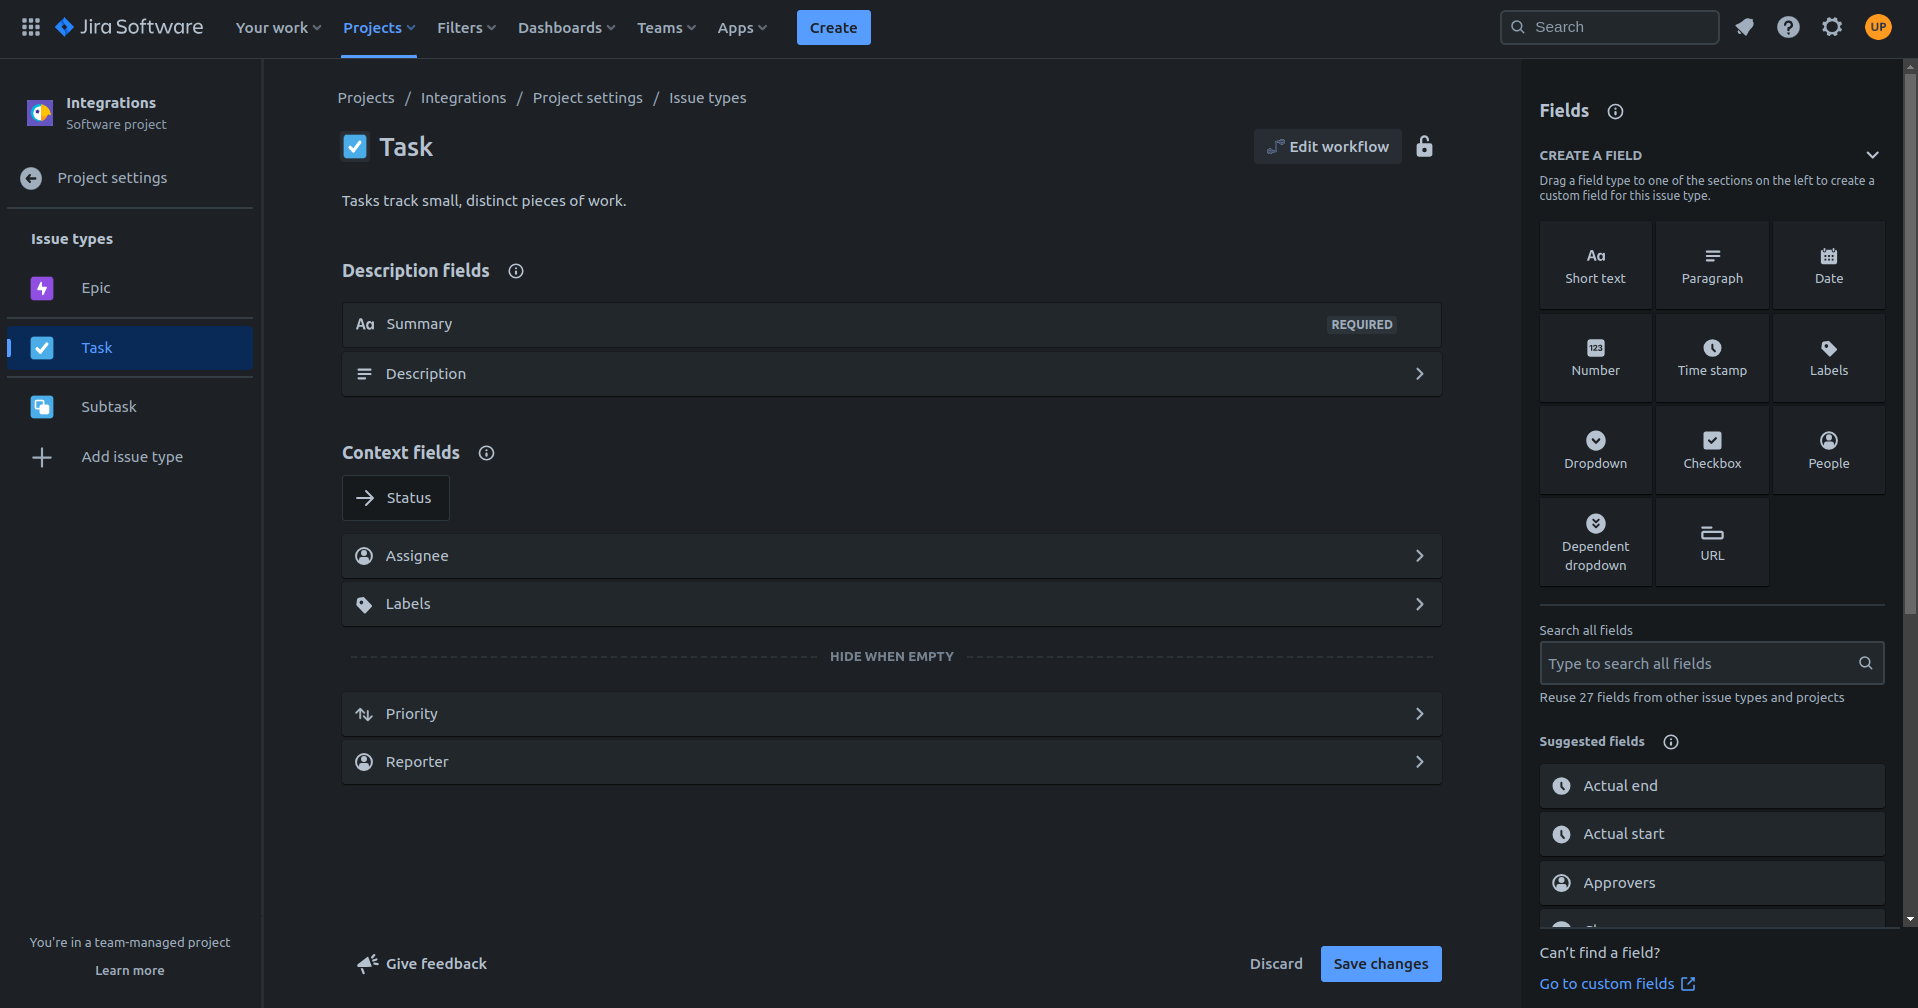 Jira Software
Your work
Projects
Filters
Dashboards
Teams
Apps
Create
Search
UP
Integrations
Software project
Project settings
Issue types
Epic
Task
Subtask
Add issue type
You're in a team-managed project
Learn more
Projects / Integrations / Project settings / Issue types
Task
Edit workflow
Tasks track small, distinct pieces of work.
Description fields
Aa Summary REQUIRED
Description
Context fields
Status
Assignee
Labels
HIDE WHEN EMPTY
Priority
Reporter
Give feedback
Discard
Save changes
Fields
CREATE A FIELD
Drag a field type to one of the sections on the left to create a
custom field for this issue type.
Aa
Short text
Paragraph
Date
123
Number
Time stamp
Labels
Dropdown
Checkbox
People
Dependent
dropdown
URL
Search all fields
Type to search all fields
Reuse 27 fields from other issue types and projects
Suggested fields
Actual end
Actual start
Approvers
Can't find a field?
Go to custom fields